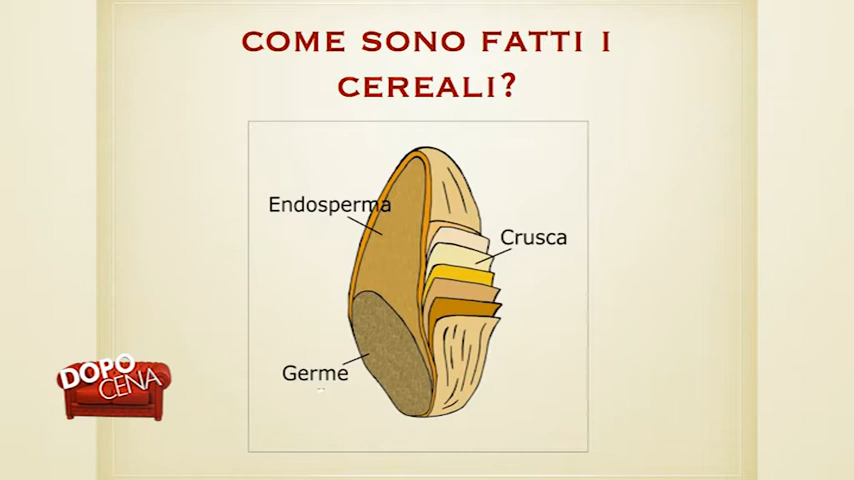 COME SONO FATTI I
CEREALI?
Endosperma
Crusca
Germe
DOPO
CENA